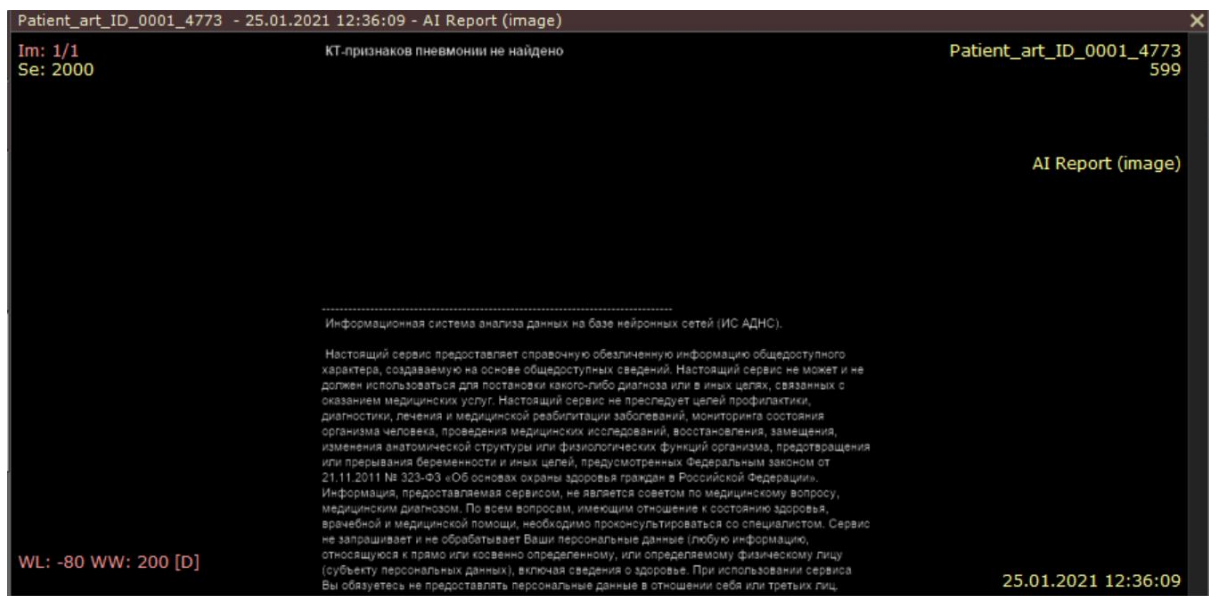 Patient_art_ID_0001_4773 - 25.01.2021 12:36:09 - AI Report (image)
Im: 1/1
Se: 2000
КТ-признаков пневмонии не найдено
Patient_art_ID_0001_4773
599
AI Report (image)
Информационная система анализа данных на базе нейронных сетей (ИС АДНС).
Настоящий сервис предоставляет справочную обезличенную информацию общедоступного
характера, создаваемую на основе общедоступных сведений. Настоящий сервис не может и не
должен использоваться для постановки какого-либо диагноза или в иных целях, связанных с
оказанием медицинских услуг. Настоящий сервис не преследует целей профилактики,
диагностики, лечения и медицинской реабилитации заболеваний, мониторинга состояния
организма человека, проведения медицинских исследований, восстановления, замещения,
изменения анатомической структуры или физиологических функций организма, предотвращения
или прерывания беременности и иных целей, предусмотренных Федеральным законом от
21.11.2011 № 323-ФЗ «Об основах охраны здоровья граждан в Российской Федерации».
Информация, предоставляемая сервисом, не является советом по медицинскому вопросу,
медицинским диагнозом. По всем вопросам, имеющим отношение к состоянию здоровья,
врачебной и медицинской помощи, необходимо проконсультироваться со специалистом. Сервис
не запрашивает и не обрабатывает Ваши персональные данные (любую информацию,
относящуюся к прямо или косвенно определенному, или определяемому физическому лицу
(субъекту персональных данных), включая сведения о здоровье. При использовании сервиса
Вы обязуетесь не предоставлять персональные данные в отношении себя или третьих лиц.
WL: -80 WW: 200 [D]
25.01.2021 12:36:09